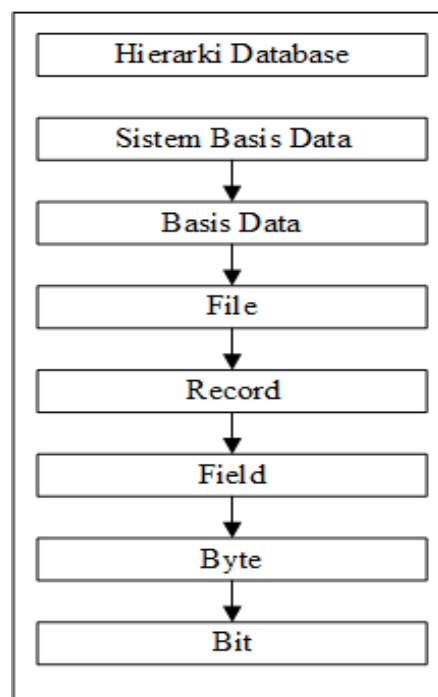 Hierarki Database
Sistem Basis Data
Basis Data
File
Record
Field
Byte
Bit